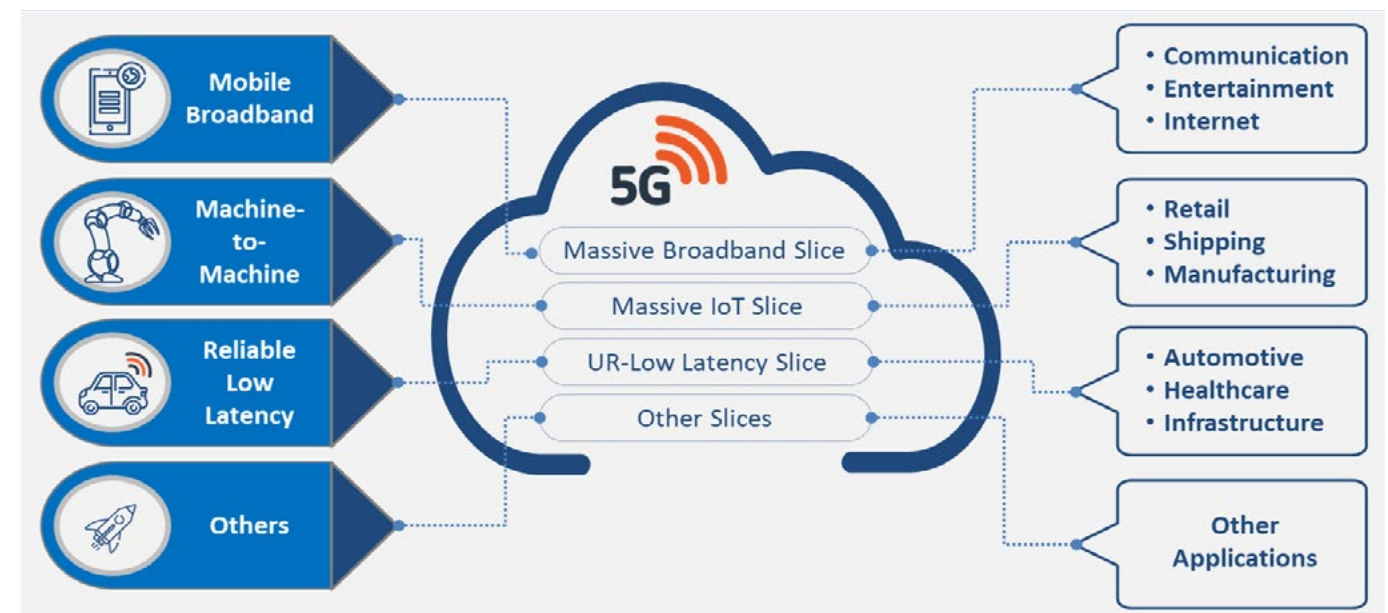 Mobile
Broadband
Machine-
to-
Machine
Reliable
Low
Latency
Others
5G
Massive Broadband Slice
Massive IoT Slice
UR-Low Latency Slice
Other Slices
• Communication
• Entertainment
• Internet
• Retail
• Shipping
• Manufacturing
• Automotive
• Healthcare
• Infrastructure
Other
Applications